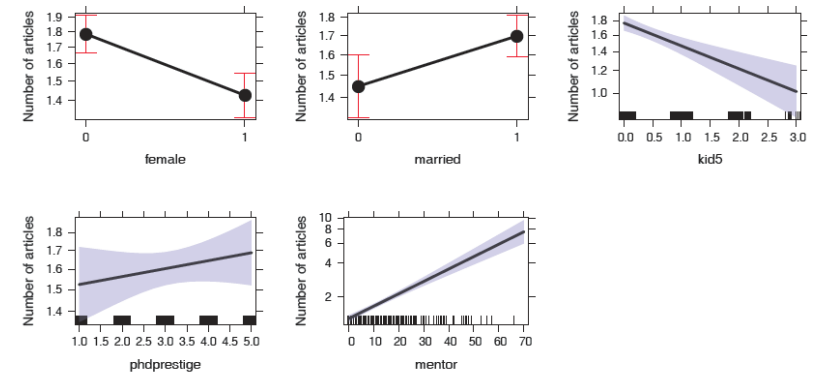 Number of articles
1.9
1.8
1.7
1.6
1.5
1.4
0 1
female
Number of articles
1.8
1.7
1.6
1.5
1.4
0 1
married
Number of articles
1.8
1.6
1.4
1.2
1.0
0.0 0.5 1.0 1.5 2.0 2.5 3.0
kid5
Number of articles
1.8
1.7
1.6
1.5
1.4
1.0 1.5 2.0 2.5 3.0 3.5 4.0 4.5 5.0
phdprestige
Number of articles
10
8
6
4
2
0 10 20 30 40 50 60 70
mentor